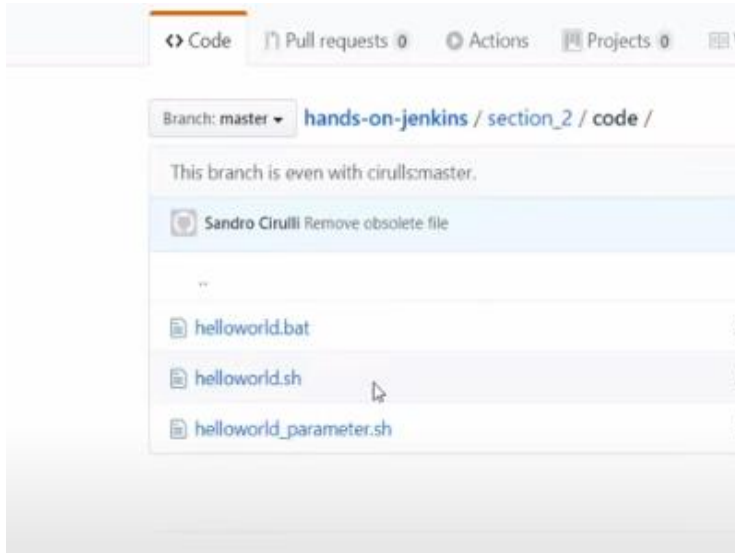 Code Pull requests 0 Actions Projects 0
Branch: master hands-on-jenkins / section_2 / code /
This branch is even with cirulls:master.
Sandro Cirulli Remove obsolete file
..
helloworld.bat
helloworld.sh
helloworld_parameter.sh